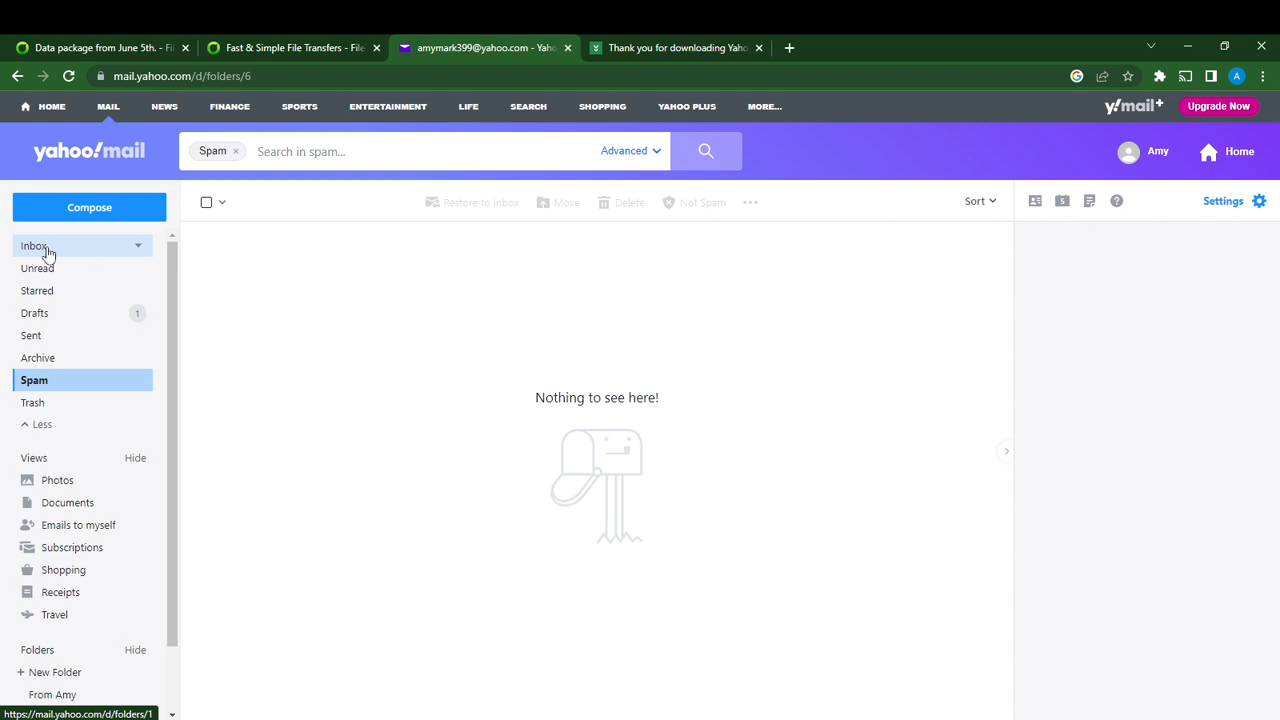 Data package from June 5th. - Fil
Fast & Simple File Transfers - File
amymark399@yahoo.com - Yaho
Thank you for downloading Yaho
mail.yahoo.com/d/folders/6
A
HOME MAIL NEWS FINANCE SPORTS ENTERTAINMENT LIFE SEARCH SHOPPING YAHOO PLUS MORE... y!mail+ Upgrade Now
yahoo!mail Spam × Search in spam... Advanced Amy Home
Compose Restore to Inbox Move Delete Not Spam Sort 5 Settings
Inbox
Unread
Starred
Drafts 1
Sent
Archive
Spam
Trash
Less
Nothing to see here!
Views Hide
Photos
Documents
Emails to myself
Subscriptions
Shopping
Receipts
Travel
Folders Hide
+ New Folder
From Amy
https://mail.yahoo.com/d/folders/1